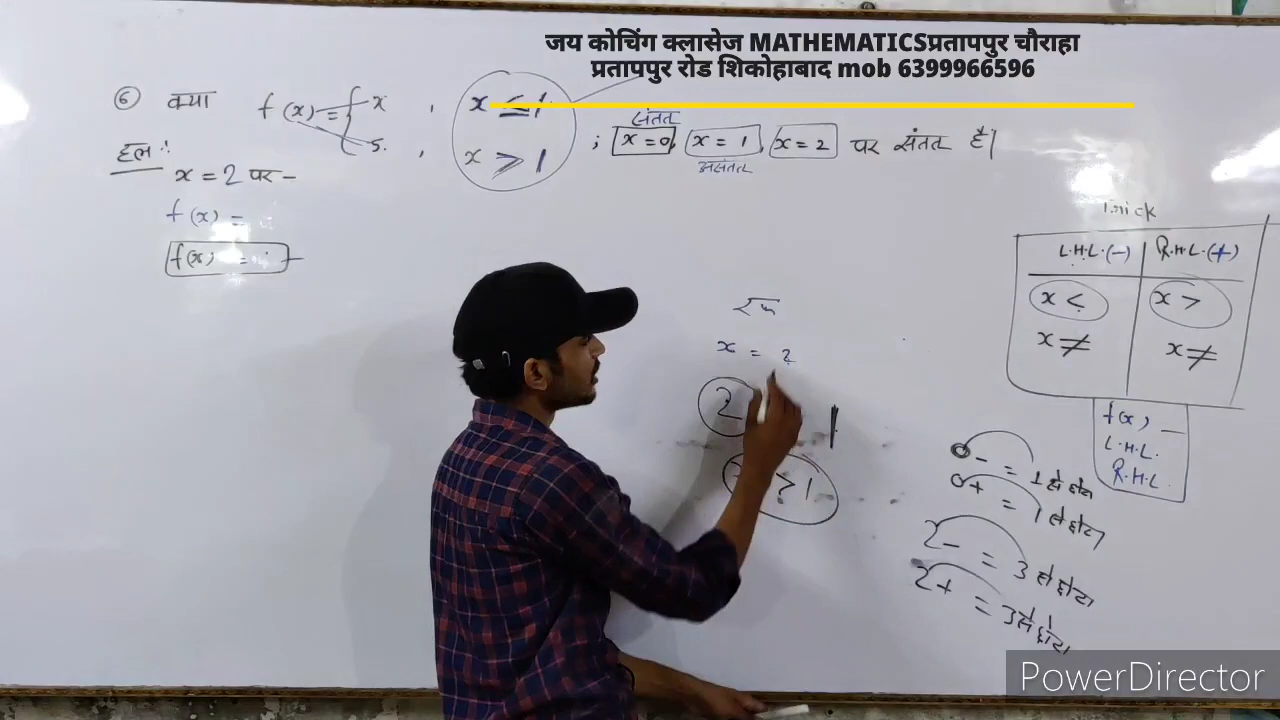 जय कोचिंग क्लासेज MATHEMATICSप्रतापपुर चौराहा
प्रतापपुर रोड शिकोहाबाद mob 6399966596
⑥ क्या f(x) = { x , x ≤ 1
5. , x > 1
; x = 0, x = 1, x = 2 पर संतत है|
संतत
असंतत
हल :
x = 2 पर -
f(x) =
f(x) =
x = 2
2
1
> 1
Trick
L.H.L. (-) R.H.L. (+)
x < x >
x ≠ x ≠
f(x) —
L.H.L.
R.H.L.
0- = 1 से छोटा
0+ = 1 से छोटा
2- = 3 से छोटा
2+ = 3 से छोटा
PowerDirector